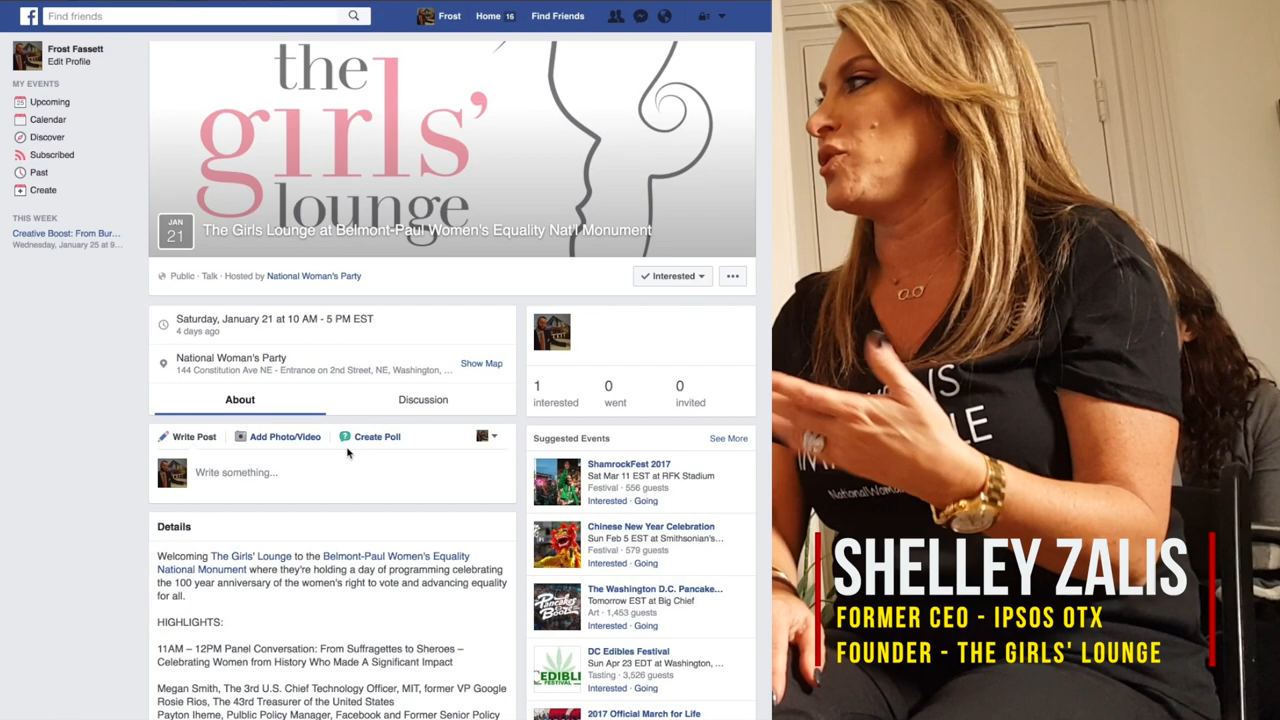 Find friends
Frost
Home 16
Find Friends
Frost Fassett
Edit Profile
MY EVENTS
25 Upcoming
Calendar
Discover
Subscribed
Past
Create
THIS WEEK
Creative Boost: From Bur...
Wednesday, January 25 at 9...
the
girls'
lounge
JAN
21
The Girls Lounge at Belmont-Paul Women's Equality Nat'l Monument
Public · Talk · Hosted by National Woman's Party
Interested
Saturday, January 21 at 10 AM - 5 PM EST
4 days ago
National Woman's Party
144 Constitution Ave NE - Entrance on 2nd Street, NE, Washington, ...
Show Map
About
Discussion
Write Post
Add Photo/Video
Create Poll
Write something...
Details
Welcoming The Girls' Lounge to the Belmont-Paul Women's Equality
National Monument where they're holding a day of programming celebrating
the 100 year anniversary of the women's right to vote and advancing equality
for all.
HIGHLIGHTS:
11AM – 12PM Panel Conversation: From Suffragettes to Sheroes –
Celebrating Women from History Who Made A Significant Impact
Megan Smith, The 3rd U.S. Chief Technology Officer, MIT, former VP Google
Rosie Rios, The 43rd Treasurer of the United States
Payton Iheme, Pulblic Policy Manager, Facebook and Former Senior Policy
1 interested
0 went
0 invited
Suggested Events
See More
ShamrockFest 2017
Sat Mar 11 EST at RFK Stadium
Festival · 556 guests
Interested · Going
Chinese New Year Celebration
Sun Feb 5 EST at Smithsonian's...
Festival · 579 guests
Interested · Going
The Washington D.C. Pancake...
Tomorrow EST at Big Chief
Art · 1,453 guests
Interested · Going
DC Edibles Festival
Sun Apr 23 EDT at Washington, ...
Tasting · 3,526 guests
Interested · Going
2017 Official March for Life
SHELLEY ZALIS
FORMER CEO - IPSOS OTX
FOUNDER - THE GIRLS' LOUNGE